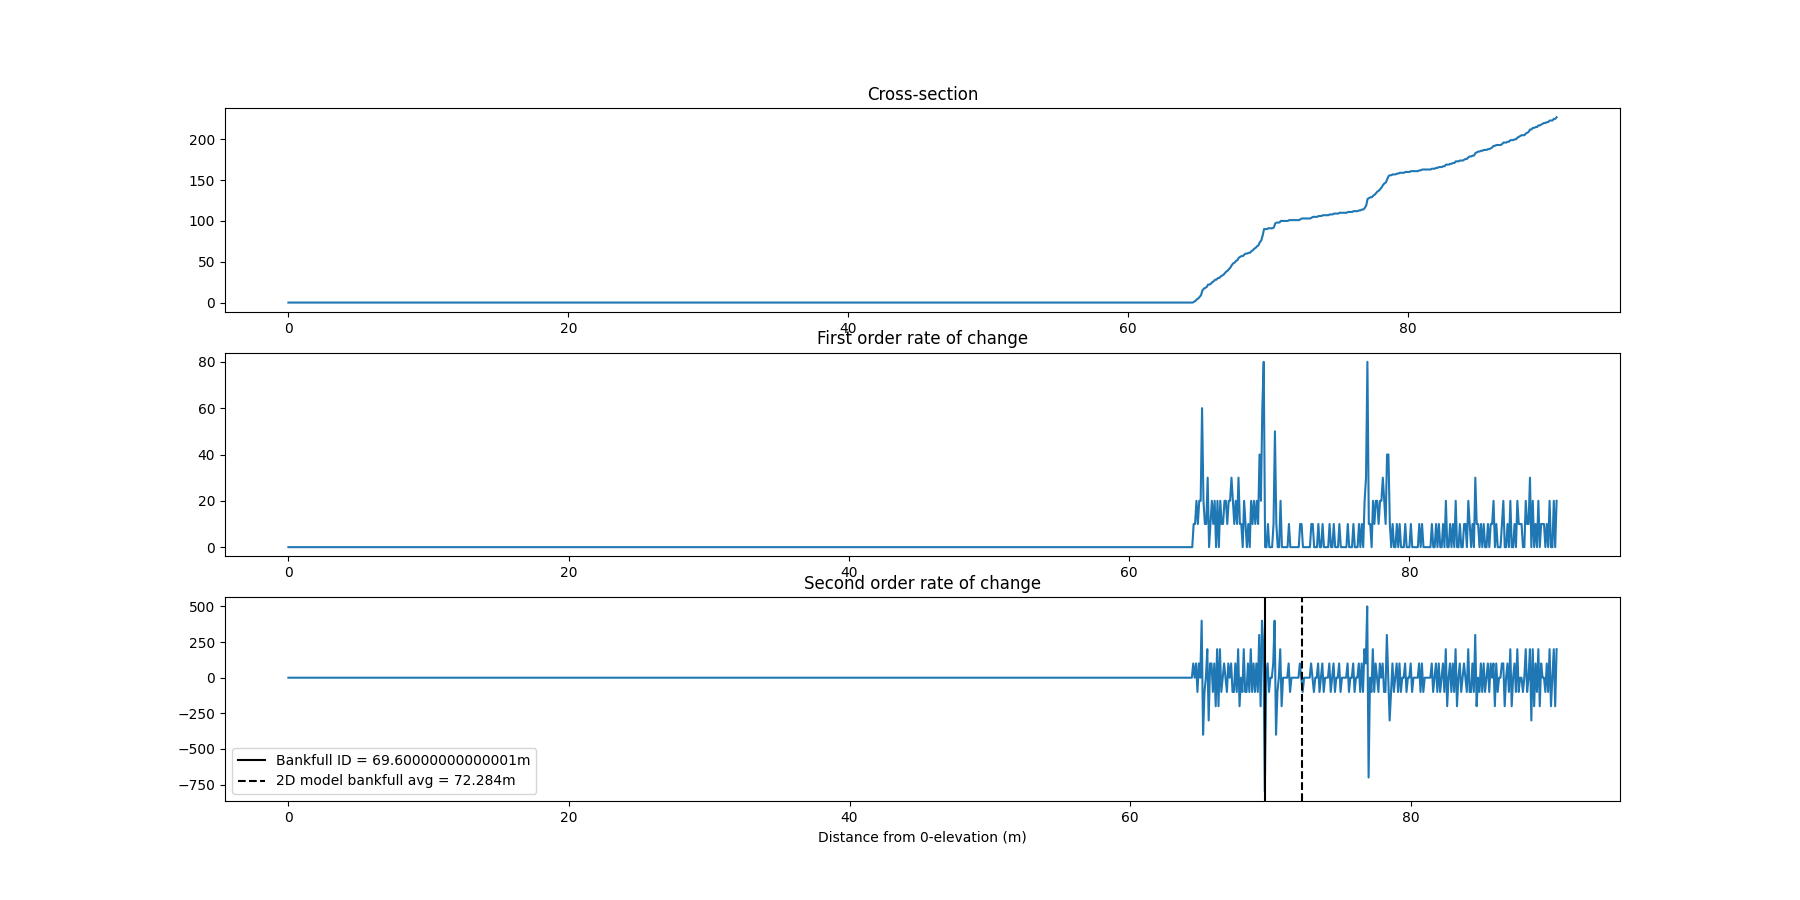 Cross-section
200
150
100
50
0
0 20 40 60 80
First order rate of change
80
60
40
20
0
0 20 40 60 80
Second order rate of change
500
250
0
−250
−500
−750
Bankfull ID = 69.60000000000001m
2D model bankfull avg = 72.284m
0 20 40 60 80
Distance from 0-elevation (m)